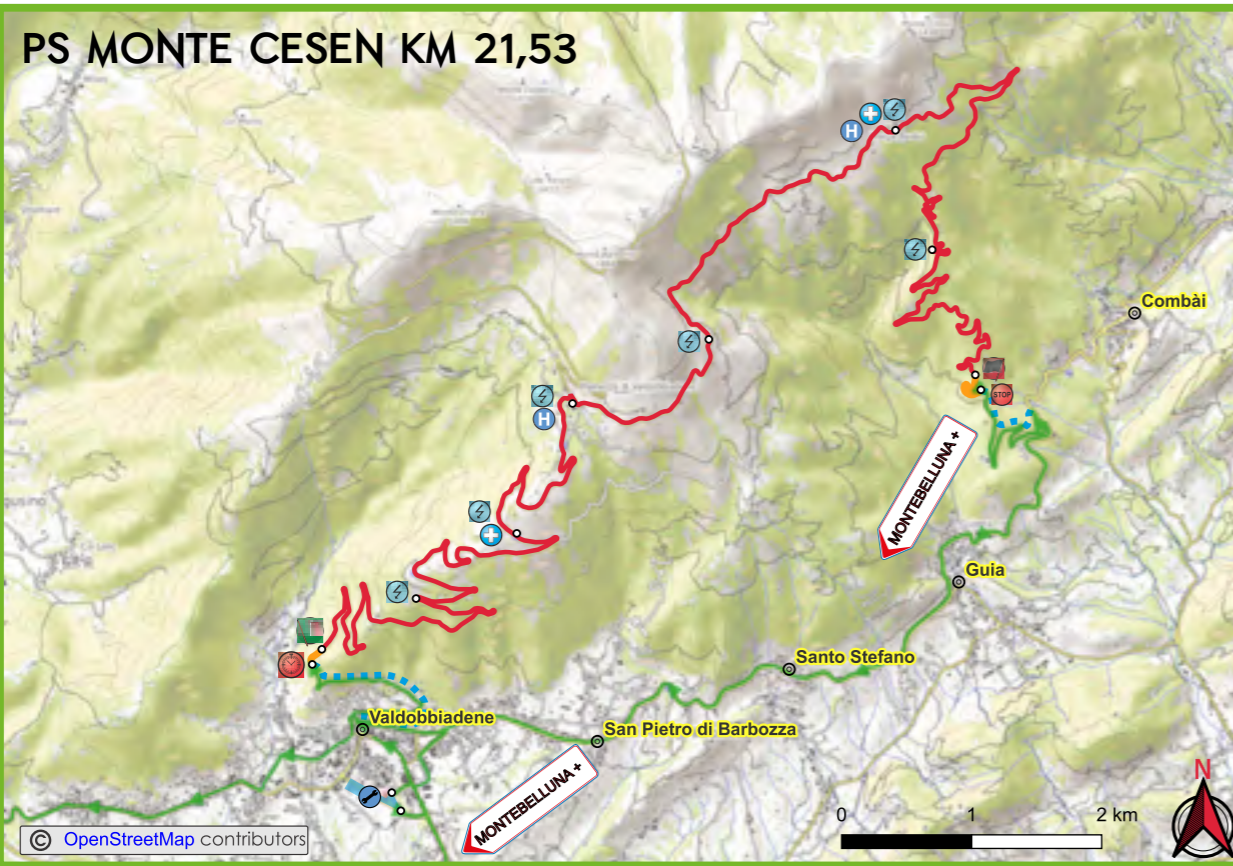 PS MONTE CESEN KM 21,53
H
Combài
H
STOP
MONTEBELLUNA +
Guia
Santo Stefano
Valdobbiadene
San Pietro di Barbozza
MONTEBELLUNA +
N
0 1 2 km
© OpenStreetMap contributors